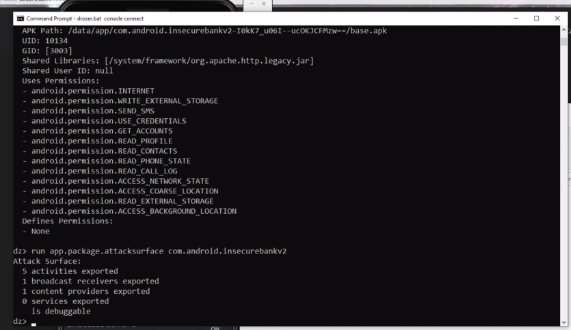 Command Prompt - drozer.bat console connect
APK Path: /data/app/com.android.insecurebankv2-I0kK7_u06I--ucOKJCFMzw==/base.apk
UID: 10134
GID: [3003]
Shared Libraries: [/system/framework/org.apache.http.legacy.jar]
Shared User ID: null
Uses Permissions:
- android.permission.INTERNET
- android.permission.WRITE_EXTERNAL_STORAGE
- android.permission.SEND_SMS
- android.permission.USE_CREDENTIALS
- android.permission.GET_ACCOUNTS
- android.permission.READ_PROFILE
- android.permission.READ_CONTACTS
- android.permission.READ_PHONE_STATE
- android.permission.READ_CALL_LOG
- android.permission.ACCESS_NETWORK_STATE
- android.permission.ACCESS_COARSE_LOCATION
- android.permission.READ_EXTERNAL_STORAGE
- android.permission.ACCESS_BACKGROUND_LOCATION
Defines Permissions:
- None
dz> run app.package.attacksurface com.android.insecurebankv2
Attack Surface:
5 activities exported
1 broadcast receivers exported
1 content providers exported
0 services exported
is debuggable
dz>